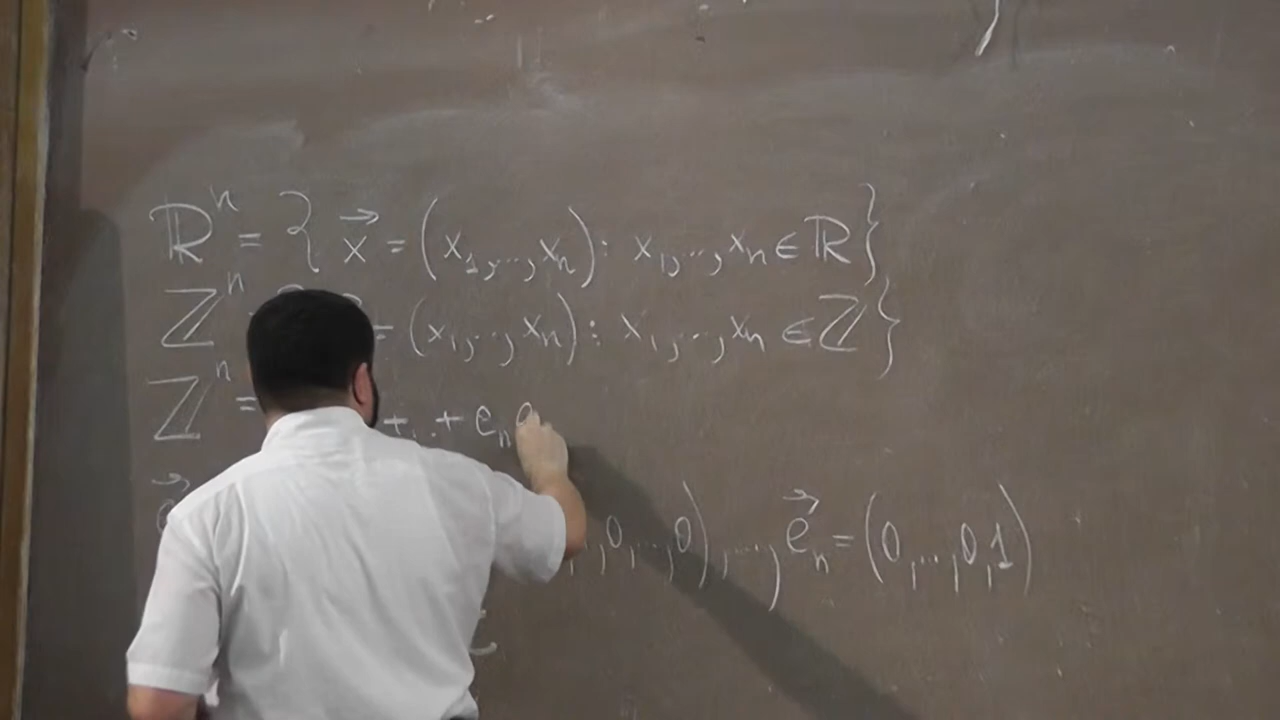 ℝⁿ = { x⃗ = (x₁,...,xₙ): x₁,...,xₙ ∈ ℝ}
ℤⁿ = (x₁,...,xₙ): x₁,...,xₙ ∈ ℤ}
ℤⁿ = +...+ eₙ
,0,...,0),..., e⃗ₙ = (0,...,0,1)